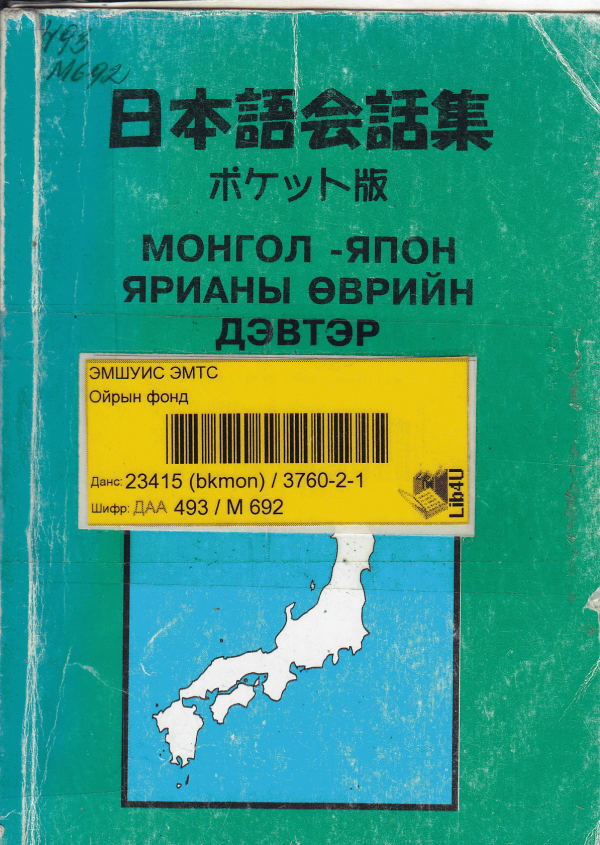 493
М692
日本語会話集
ポケット版
МОНГОЛ -ЯПОН
ЯРИАНЫ ӨВРИЙН
ДЭВТЭР
ЭМШУИС ЭМТС
Ойрын фонд
Данс: 23415 (bkmon) / 3760-2-1
Шифр: ДАА 493 / М 692
Lib4U